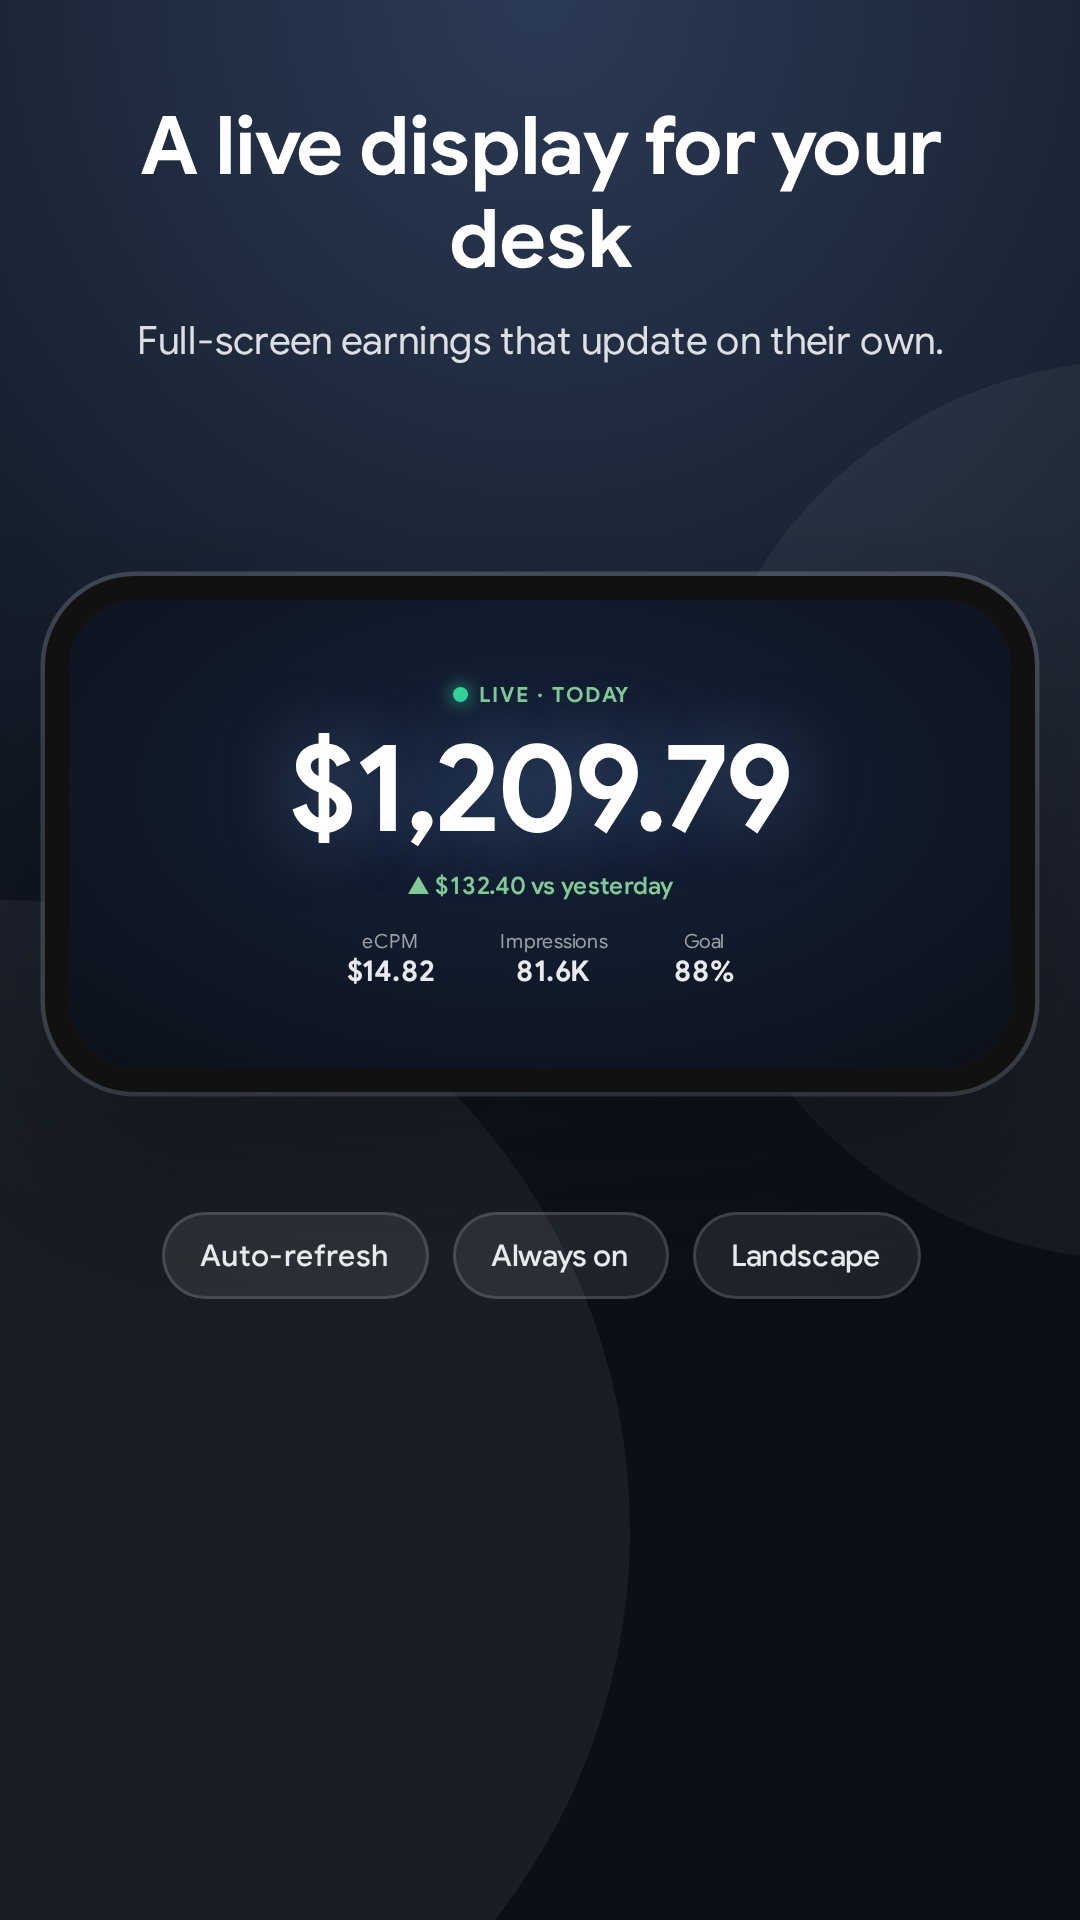 A live display for your
desk
Full-screen earnings that update on their own.
LIVE · TODAY
$1,209.79
▲ $132.40 vs yesterday
eCPM Impressions Goal
$14.82 81.6K 88%
Auto-refresh Always on Landscape